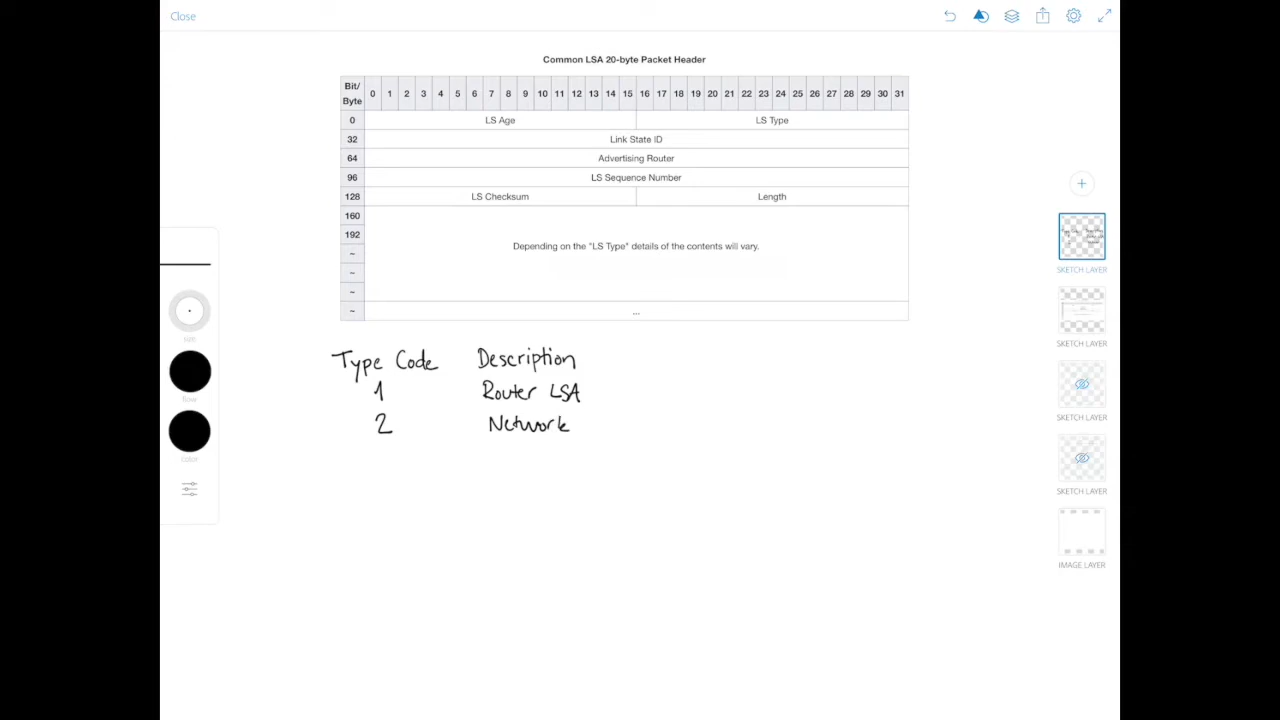 Close
Common LSA 20-byte Packet Header
Bit/ Byte 0 1 2 3 4 5 6 7 8 9 10 11 12 13 14 15 16 17 18 19 20 21 22 23 24 25 26 27 28 29 30 31
0 LS Age LS Type
32 Link State ID
64 Advertising Router
96 LS Sequence Number
128 LS Checksum Length
160
192
Depending on the "LS Type" details of the contents will vary.
~
~
~
~ ...
Type Code Description
1 Router LSA
2 Network
size
flow
color
+
SKETCH LAYER
SKETCH LAYER
SKETCH LAYER
SKETCH LAYER
IMAGE LAYER